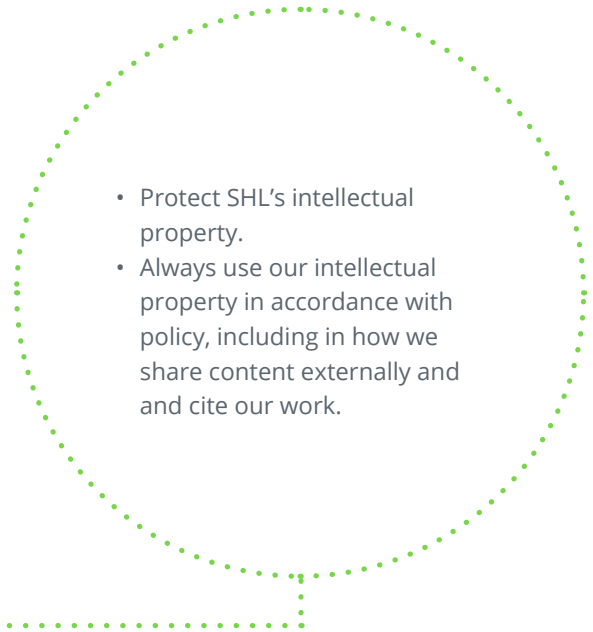 • Protect SHL’s intellectual
property.
• Always use our intellectual
property in accordance with
policy, including in how we
share content externally and
and cite our work.